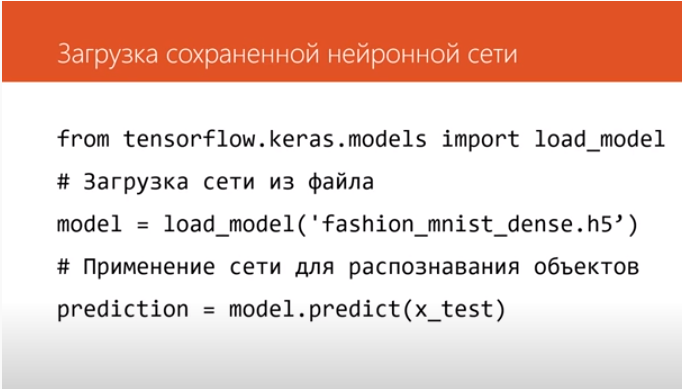 Загрузка сохраненной нейронной сети
from tensorflow.keras.models import load_model
# Загрузка сети из файла
model = load_model('fashion_mnist_dense.h5’)
# Применение сети для распознавания объектов
prediction = model.predict(x_test)